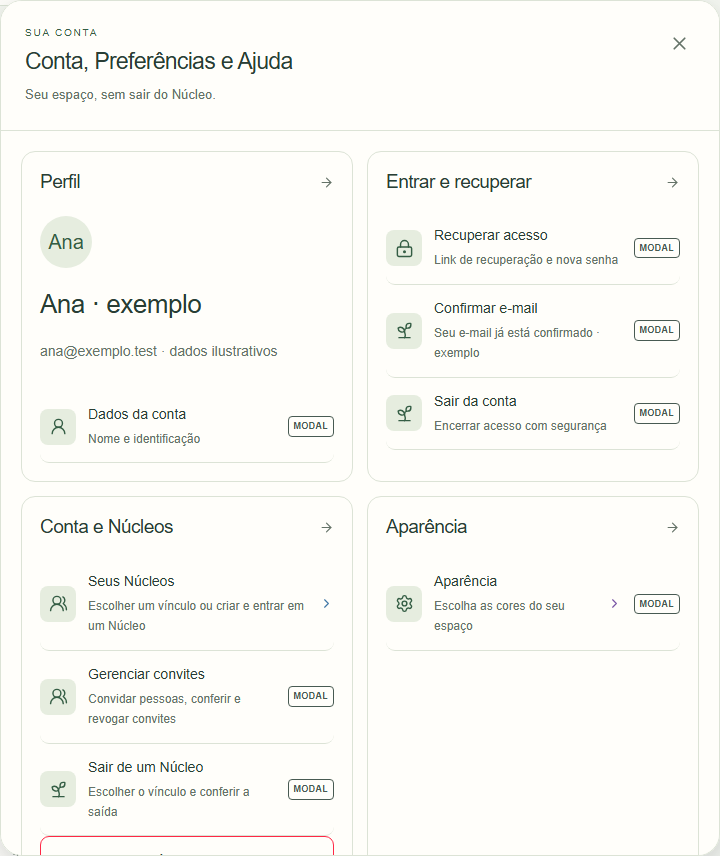 SUA CONTA
Conta, Preferências e Ajuda
Seu espaço, sem sair do Núcleo.
Perfil
Ana
Ana · exemplo
ana@exemplo.test · dados ilustrativos
Dados da conta
Nome e identificação
MODAL
Entrar e recuperar
Recuperar acesso
Link de recuperação e nova senha
MODAL
Confirmar e-mail
Seu e-mail já está confirmado ·
exemplo
MODAL
Sair da conta
Encerrar acesso com segurança
MODAL
Conta e Núcleos
Seus Núcleos
Escolher um vínculo ou criar e entrar em
um Núcleo
Gerenciar convites
Convidar pessoas, conferir e
revogar convites
MODAL
Sair de um Núcleo
Escolher o vínculo e conferir a
saída
MODAL
Aparência
Aparência
Escolha as cores do seu
espaço
MODAL